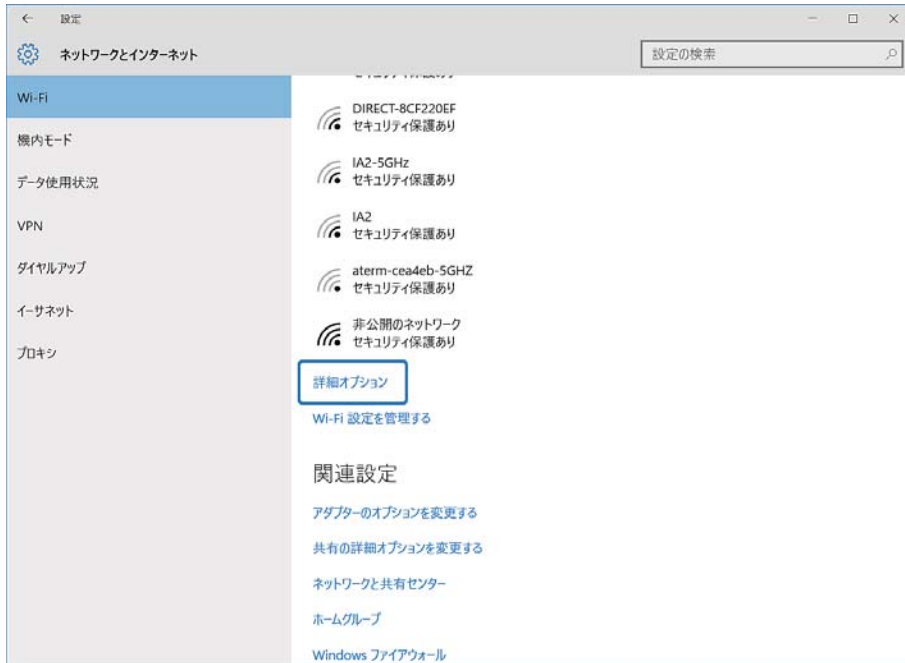 設定
ネットワークとインターネット
設定の検索
Wi-Fi
機内モード
データ使用状況
VPN
ダイヤルアップ
イーサネット
プロキシ
DIRECT-8CF220EF
セキュリティ保護あり
IA2-5GHz
セキュリティ保護あり
IA2
セキュリティ保護あり
aterm-cea4eb-5GHZ
セキュリティ保護あり
非公開のネットワーク
セキュリティ保護あり
詳細オプション
Wi-Fi 設定を管理する
関連設定
アダプターのオプションを変更する
共有の詳細オプションを変更する
ネットワークと共有センター
ホームグループ
Windows ファイアウォール